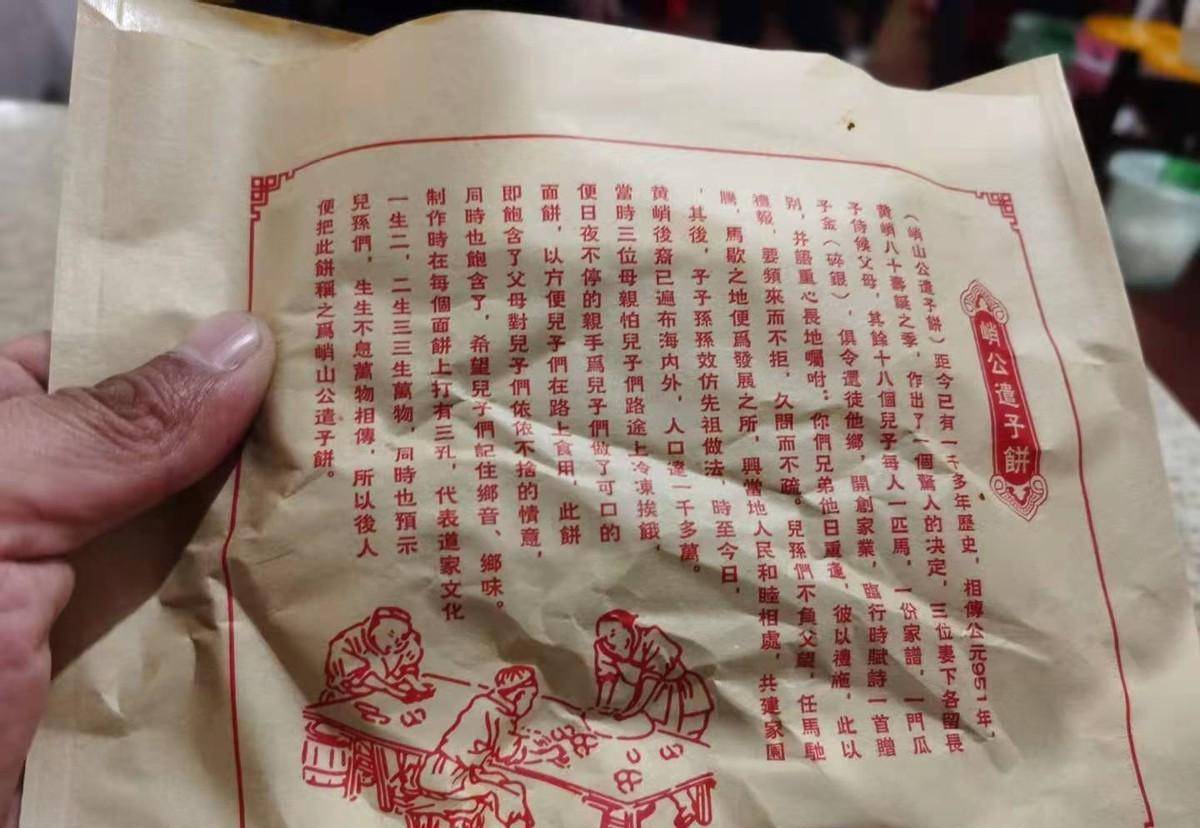 峭公遣子餅
（峭山公遣子餅）距今已有一千多年歷史，相傳公元951年，
黄峭八十壽誕之季，作出了一個驚人的决定，三位妻下各留長
子侍候父母，其餘十八個兒子每人一匹馬，一份家譜，一門瓜
子金（碎銀），俱令遷徒他鄉，開創家業，臨行時賦詩一首贈
别，并語重心長地囑咐：你們兄弟他日重逢，彼以禮施，此以
禮報，要頻來而不拒，久問而不疏。兒孫們不負父望，任馬馳
騁，馬歇之地便爲發展之所，興當地人民和睦相處，共建家園
，其後，子子孫孫效仿先祖做法，時至今日，
黄峭後裔已遍布海内外，人口達一千多萬。
當時三位母親怕兒子們路途上冷凍挨餓，
便日夜不停的親手爲兒子們做了可口的
面餅，以方便兒子們在路上食用，此餅
即飽含了父母對兒子們依依不捨的情意，
同時也飽含了，希望兒子們記住鄉音、鄉味。
制作時在每個面餅上打有三孔，代表道家文化
一生二，二生三三生萬物，同時也預示
兒孫們，生生不息萬物相傳，所以後人
便把此餅稱之爲峭山公遣子餅。